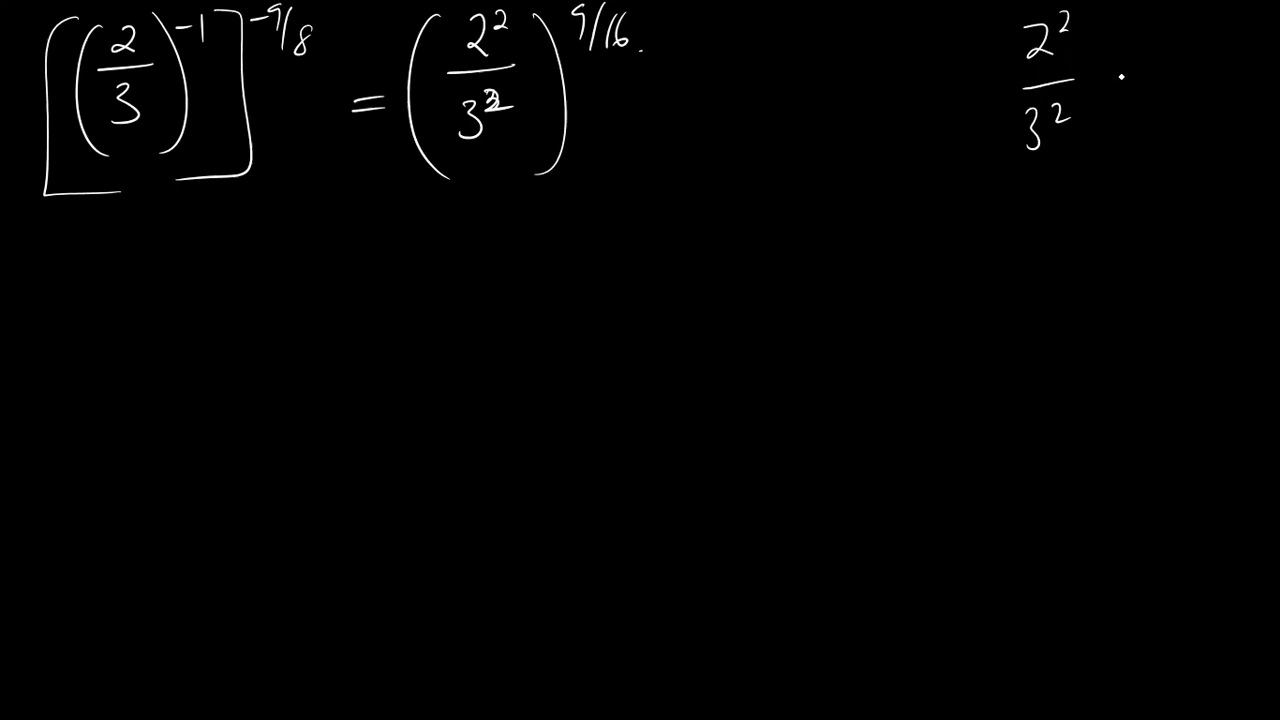 [(2/3)^-1]^-9/8 = (2^2/3^2)^9/16. 2^2/3^2 .